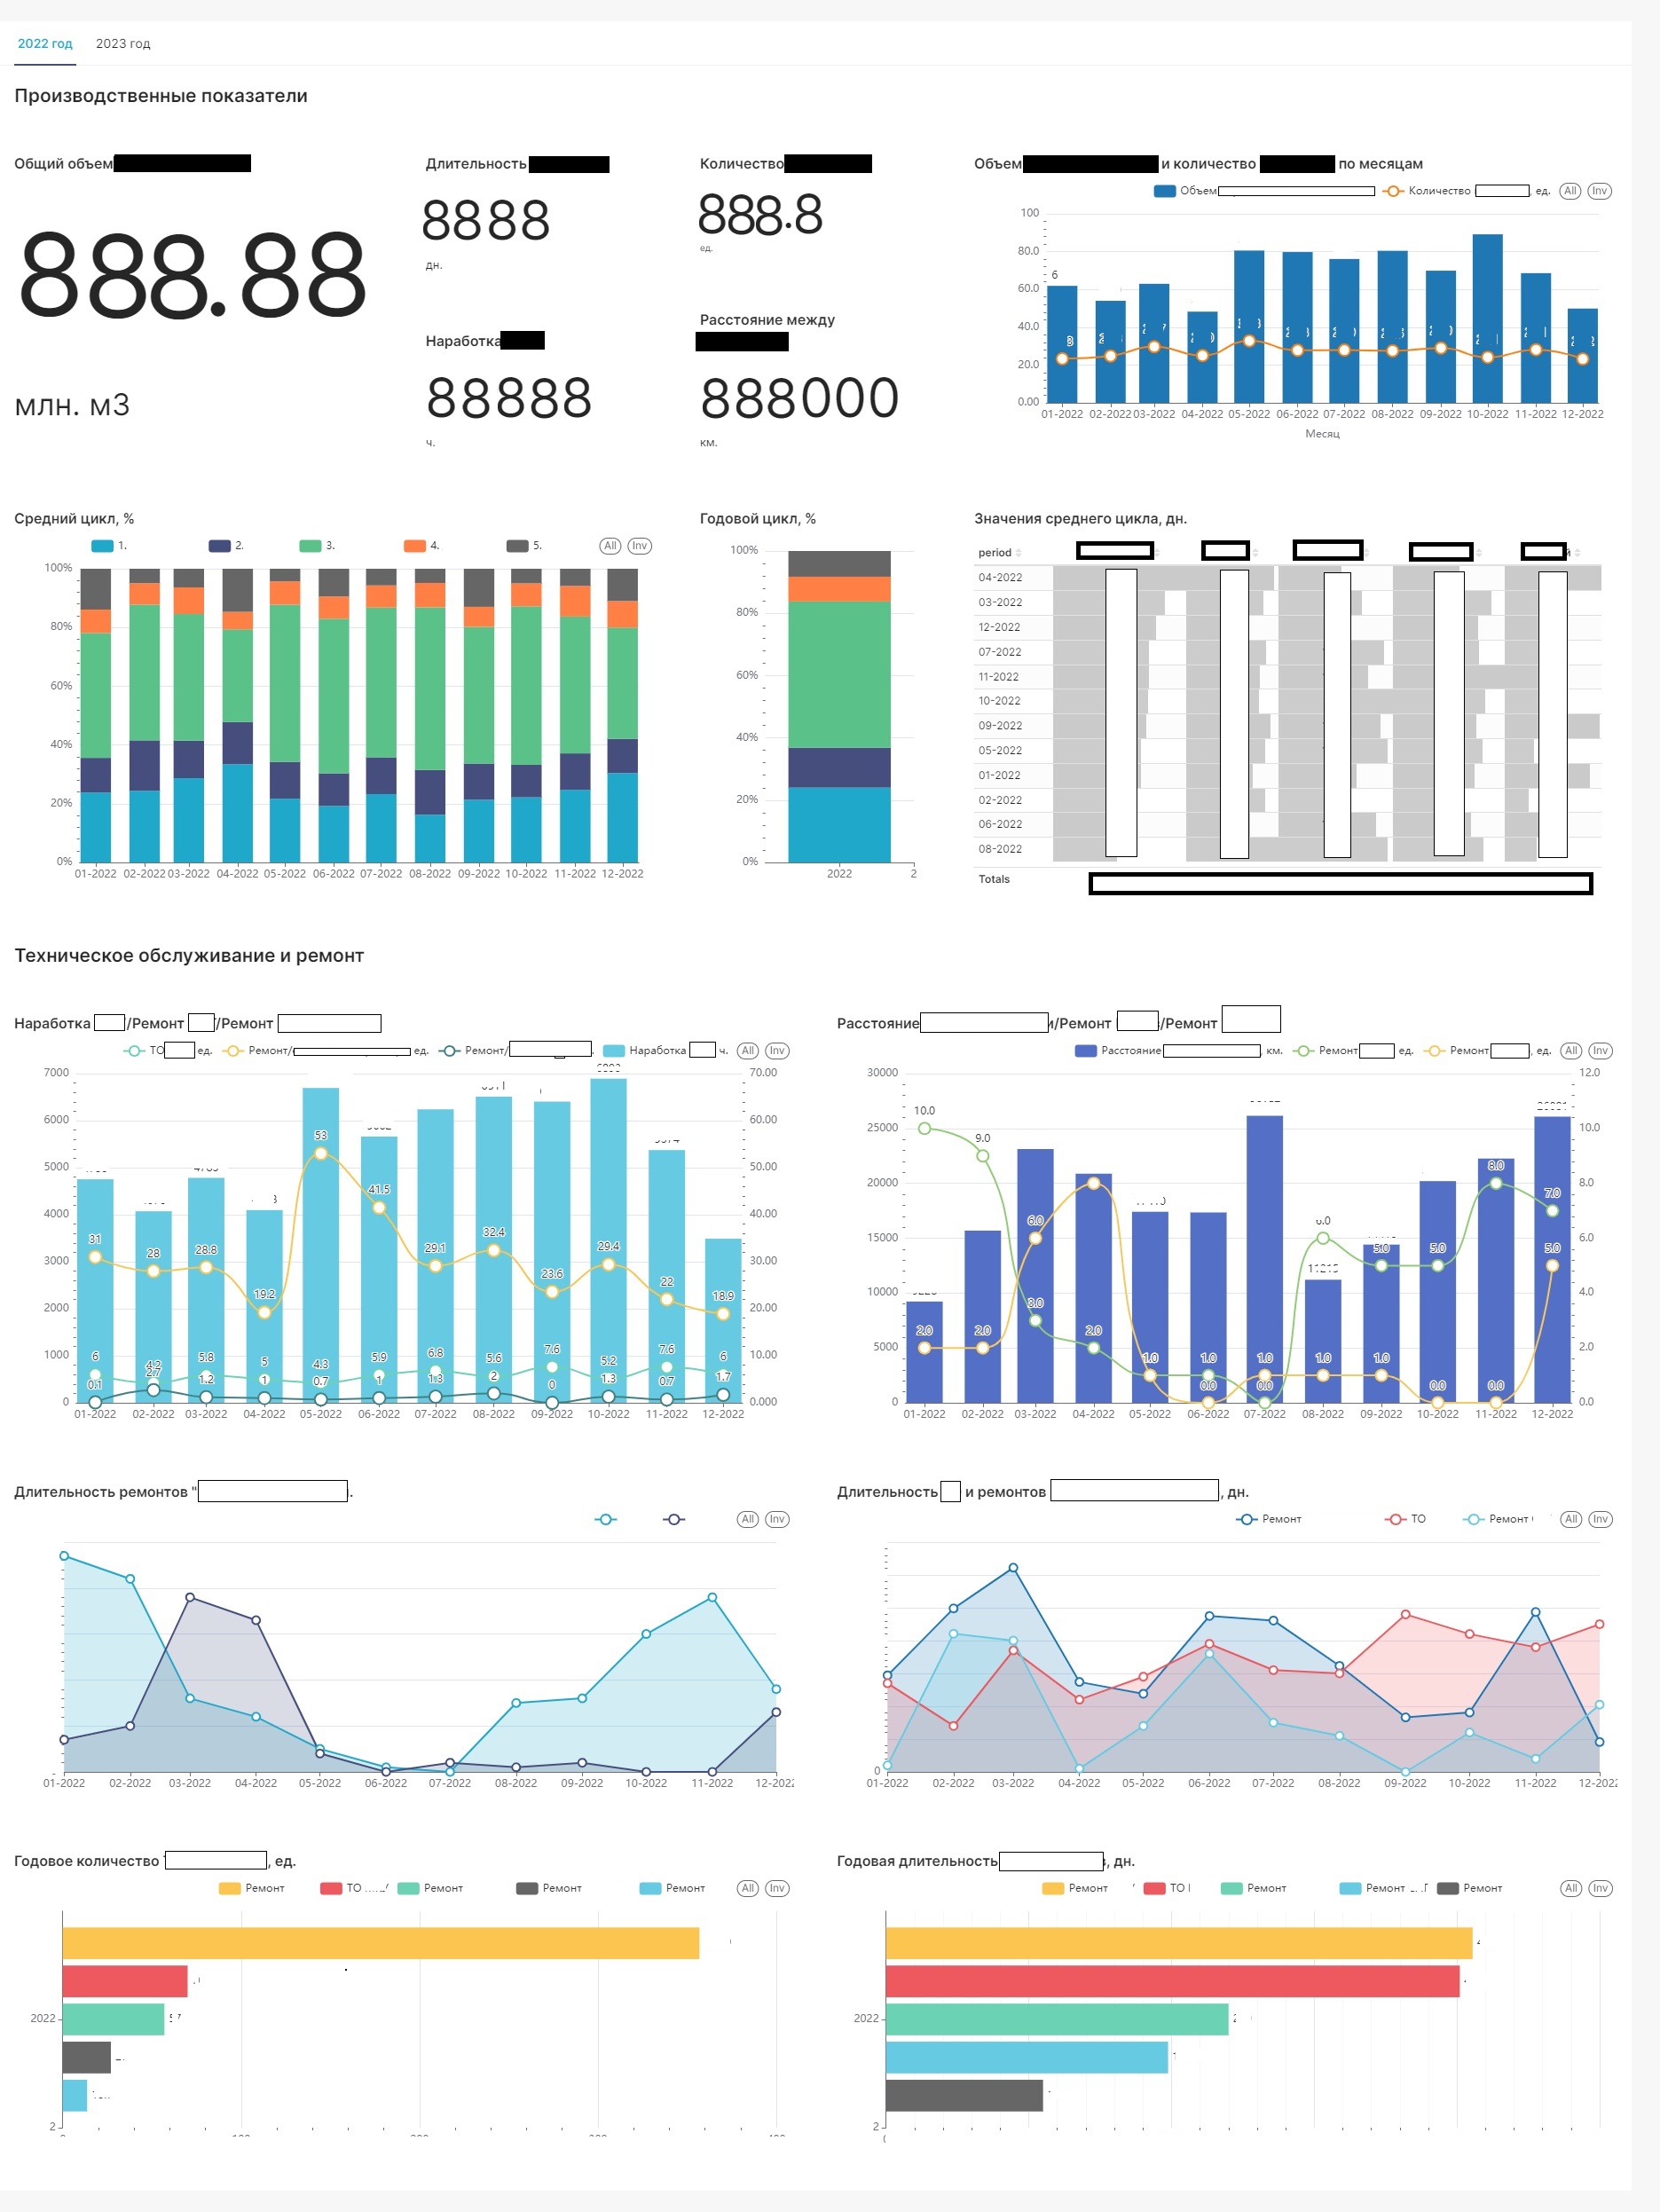 2022 год 2023 год
Производственные показатели
Общий объем
888.88
млн. м3
Длительность
8888
дн.
Количество
888.8
ед.
Наработка
88888
ч.
Расстояние между
888000
км.
Объем и количество по месяцам
Объем Количество , ед. All Inv
100
80.0
60.0
40.0
20.0
0.00
6
01-2022 02-2022 03-2022 04-2022 05-2022 06-2022 07-2022 08-2022 09-2022 10-2022 11-2022 12-2022
Месяц
Средний цикл, %
1. 2. 3. 4. 5. All Inv
100%
80%
60%
40%
20%
0%
01-2022 02-2022 03-2022 04-2022 05-2022 06-2022 07-2022 08-2022 09-2022 10-2022 11-2022 12-2022
Годовой цикл, %
100%
80%
60%
40%
20%
0%
2022 2
Значения среднего цикла, дн.
period
04-2022
03-2022
12-2022
07-2022
11-2022
10-2022
09-2022
05-2022
01-2022
02-2022
06-2022
08-2022
Totals
Техническое обслуживание и ремонт
Наработка /Ремонт /Ремонт
ТО ед. Ремонт/ ед. Ремонт/ Наработка ч. All Inv
7000 70.00
6000 60.00
5000 50.00
4000 40.00
3000 30.00
2000 20.00
1000 10.00
0 0.000
31 28 28.8 19.2 53 41.5 29.1 32.4 23.6 29.4 22 18.9
6 4.2 5.8 5 4.3 5.9 6.8 5.6 7.6 5.2 7.6 6
0.1 2.7 1.2 1 0.7 1 1.3 2 0 1.3 0.7 1.7
01-2022 02-2022 03-2022 04-2022 05-2022 06-2022 07-2022 08-2022 09-2022 10-2022 11-2022 12-2022
Расстояние /Ремонт /Ремонт
Расстояние , км. Ремонт ед. Ремонт , ед. All Inv
30000 12.0
25000 10.0
20000 8.0
15000 6.0
10000 4.0
5000 2.0
0 0.0
10.0 9.0 3.0 2.0 1.0 1.0 0.0 6.0 5.0 5.0 8.0 7.0
2.0 2.0 6.0 0.0 1.0 1.0 1.0 0.0 0.0 5.0
01-2022 02-2022 03-2022 04-2022 05-2022 06-2022 07-2022 08-2022 09-2022 10-2022 11-2022 12-2022
Длительность ремонтов " .
All Inv
01-2022 02-2022 03-2022 04-2022 05-2022 06-2022 07-2022 08-2022 09-2022 10-2022 11-2022 12-2022
Длительность и ремонтов , дн.
Ремонт ТО Ремонт All Inv
0
01-2022 02-2022 03-2022 04-2022 05-2022 06-2022 07-2022 08-2022 09-2022 10-2022 11-2022 12-2022
Годовое количество , ед.
Ремонт ТО Ремонт Ремонт Ремонт All Inv
2022
2
Годовая длительность , дн.
Ремонт ТО Ремонт Ремонт Ремонт All Inv
2022
2